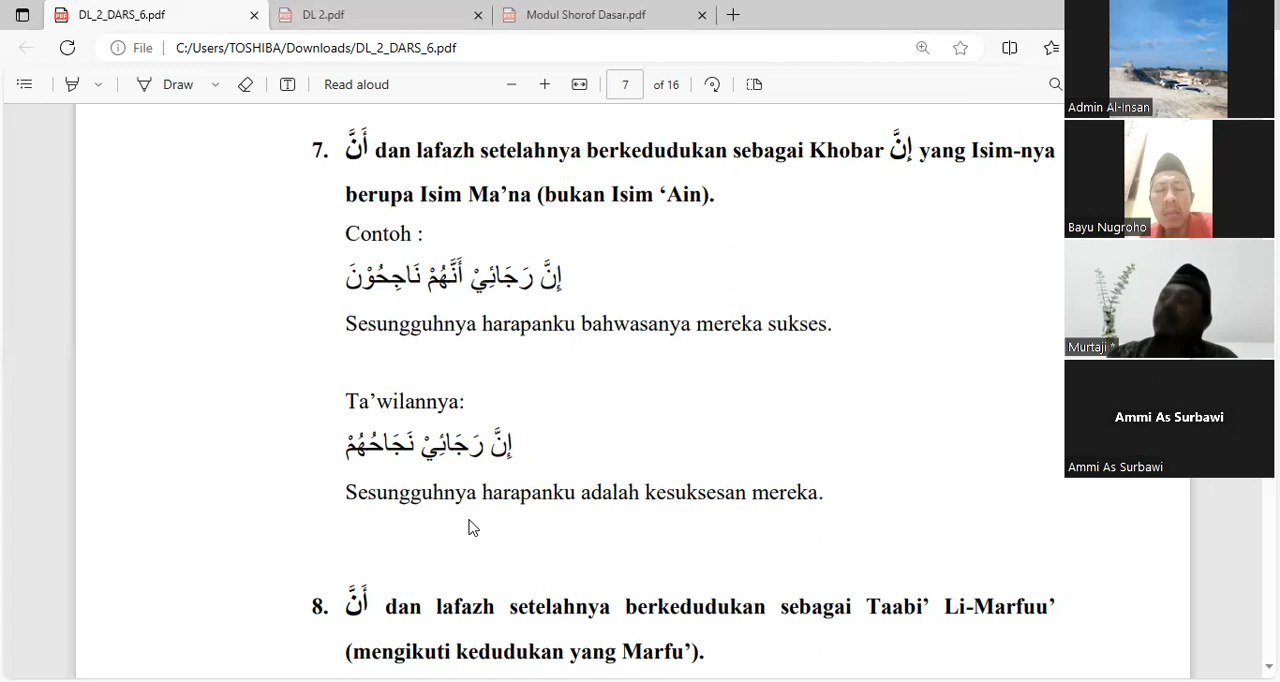 DL_2_DARS_6.pdf
DL 2.pdf
Modul Shorof Dasar.pdf
File
C:/Users/TOSHIBA/Downloads/DL_2_DARS_6.pdf
Draw
Read aloud
7
of 16
7. أَنَّ dan lafazh setelahnya berkedudukan sebagai Khobar إِنَّ yang Isim-nya
berupa Isim Ma’na (bukan Isim ‘Ain).
Contoh :
إِنَّ رَجَائِيْ أَنَّهُمْ نَاجِحُوْنَ
Sesungguhnya harapanku bahwasanya mereka sukses.
Ta’wilannya:
إِنَّ رَجَائِيْ نَجَاحُهُمْ
Sesungguhnya harapanku adalah kesuksesan mereka.
8. أَنَّ dan lafazh setelahnya berkedudukan sebagai Taabi’ Li-Marfuu’
(mengikuti kedudukan yang Marfu’).
Admin Al-Insan
Bayu Nugroho
Murtaji *
Ammi As Surbawi
Ammi As Surbawi